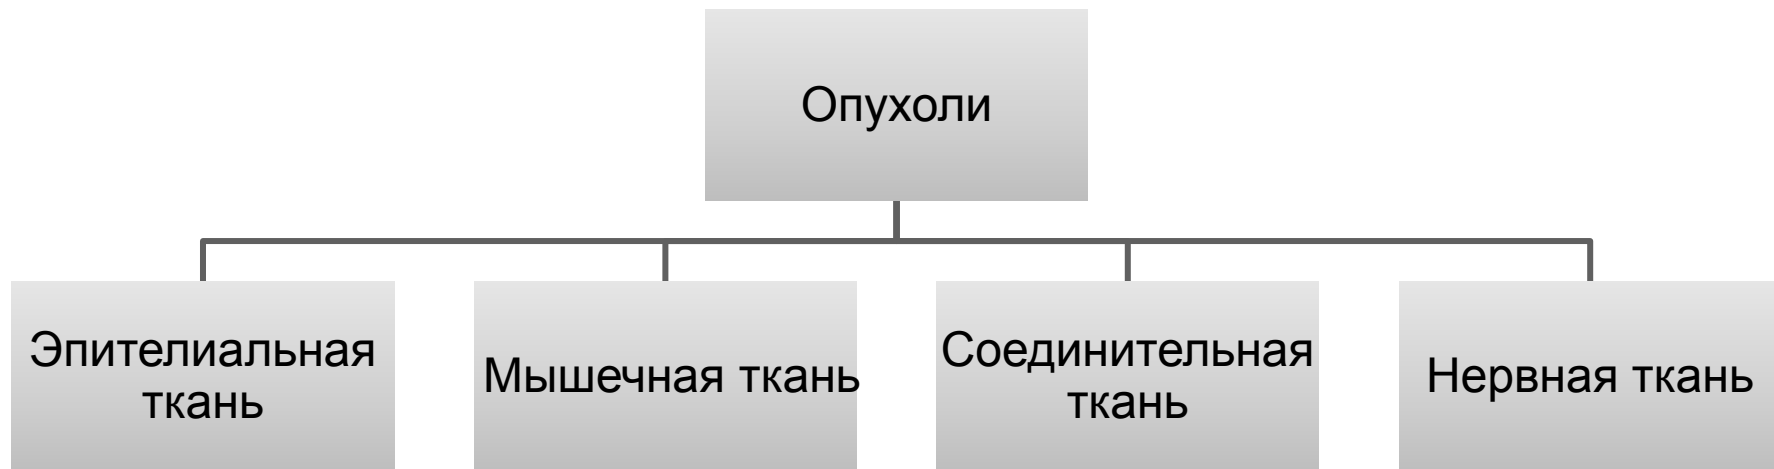 Опухоли
Эпителиальная
ткань
Мышечная ткань
Соединительная
ткань
Нервная ткань